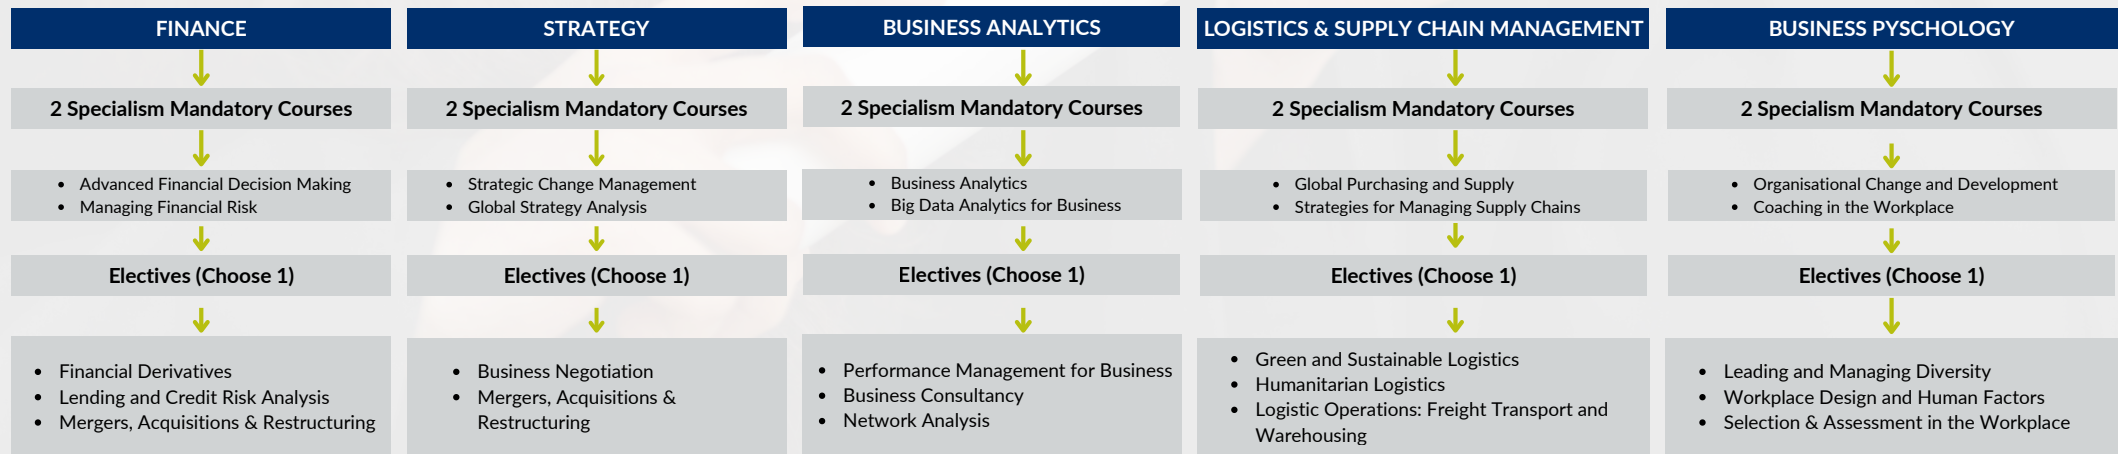 FINANCE
2 Specialism Mandatory Courses
• Advanced Financial Decision Making
• Managing Financial Risk
Electives (Choose 1)
• Financial Derivatives
• Lending and Credit Risk Analysis
• Mergers, Acquisitions & Restructuring
STRATEGY
2 Specialism Mandatory Courses
• Strategic Change Management
• Global Strategy Analysis
Electives (Choose 1)
• Business Negotiation
• Mergers, Acquisitions &
Restructuring
BUSINESS ANALYTICS
2 Specialism Mandatory Courses
• Business Analytics
• Big Data Analytics for Business
Electives (Choose 1)
• Performance Management for Business
• Business Consultancy
• Network Analysis
LOGISTICS & SUPPLY CHAIN MANAGEMENT
2 Specialism Mandatory Courses
• Global Purchasing and Supply
• Strategies for Managing Supply Chains
Electives (Choose 1)
• Green and Sustainable Logistics
• Humanitarian Logistics
• Logistic Operations: Freight Transport and
Warehousing
BUSINESS PYSCHOLOGY
2 Specialism Mandatory Courses
• Organisational Change and Development
• Coaching in the Workplace
Electives (Choose 1)
• Leading and Managing Diversity
• Workplace Design and Human Factors
• Selection & Assessment in the Workplace